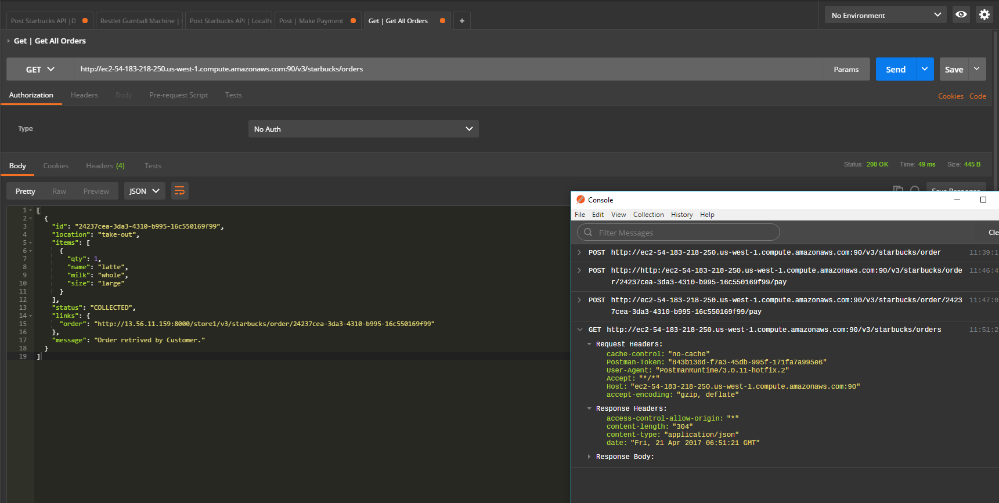 Post Starbucks API |D
Restlet Gumball Machine |
Post Starbucks API | Localh
Post | Make Payment
Get | Get All Orders
+
No Environment
Get | Get All Orders
GET
http://ec2-54-183-218-250.us-west-1.compute.amazonaws.com:90/v3/starbucks/orders
Params
Send
Save
Authorization
Headers
Body
Pre-request Script
Tests
Cookies
Code
Type
No Auth
Body
Cookies
Headers (4)
Tests
Status: 200 OK
Time: 49 ms
Size: 445 B
Pretty
Raw
Preview
JSON
Save Response
1 [
2 {
3 "id": "24237cea-3da3-4310-b995-16c550169f99",
4 "location": "take-out",
5 "items": [
6 {
7 "qty": 1,
8 "name": "latte",
9 "milk": "whole",
10 "size": "large"
11 }
12 ],
13 "status": "COLLECTED",
14 "links": {
15 "order": "http://13.56.11.159:8000/store1/v3/starbucks/order/24237cea-3da3-4310-b995-16c550169f99"
16 },
17 "message": "Order retrived by Customer."
18 }
19 ]
Console
File Edit View Collection History Help
Filter Messages
Cle
POST http://ec2-54-183-218-250.us-west-1.compute.amazonaws.com:90/v3/starbucks/order 11:39:1
POST http://http:/ec2-54-183-218-250.us-west-1.compute.amazonaws.com:90/v3/starbucks/orde 11:46:4
r/24237cea-3da3-4310-b995-16c550169f99/pay
POST http://ec2-54-183-218-250.us-west-1.compute.amazonaws.com:90/v3/starbucks/order/2423 11:47:0
7cea-3da3-4310-b995-16c550169f99/pay
GET http://ec2-54-183-218-250.us-west-1.compute.amazonaws.com:90/v3/starbucks/orders 11:51:2
Request Headers:
cache-control: "no-cache"
Postman-Token: "843b130d-f7a3-45db-995f-171fa7a995e6"
User-Agent: "PostmanRuntime/3.0.11-hotfix.2"
Accept: "*/*"
Host: "ec2-54-183-218-250.us-west-1.compute.amazonaws.com:90"
accept-encoding: "gzip, deflate"
Response Headers:
access-control-allow-origin: "*"
content-length: "304"
content-type: "application/json"
date: "Fri, 21 Apr 2017 06:51:21 GMT"
Response Body: